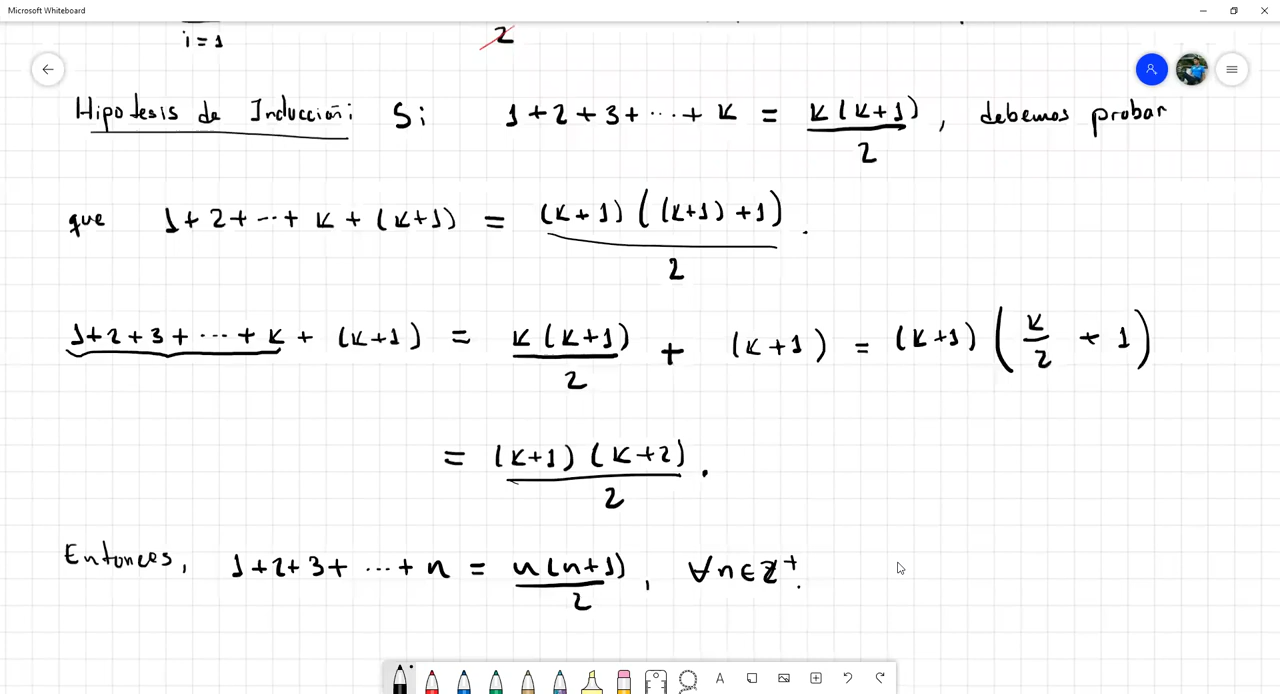 Microsoft Whiteboard
i = 1
2
Hipotesis de Inducción: Si 1+2+3+···+k = k(k+1)/2, debemos probar
que 1+2+···+k+(k+1) = (k+1)((k+1)+1)/2.
1+2+3+···+k+(k+1) = k(k+1)/2 + (k+1) = (k+1)(k/2 + 1)
= (k+1)(k+2)/2.
Entonces, 1+2+3+···+n = n(n+1)/2, ∀n∈Z⁺.
A